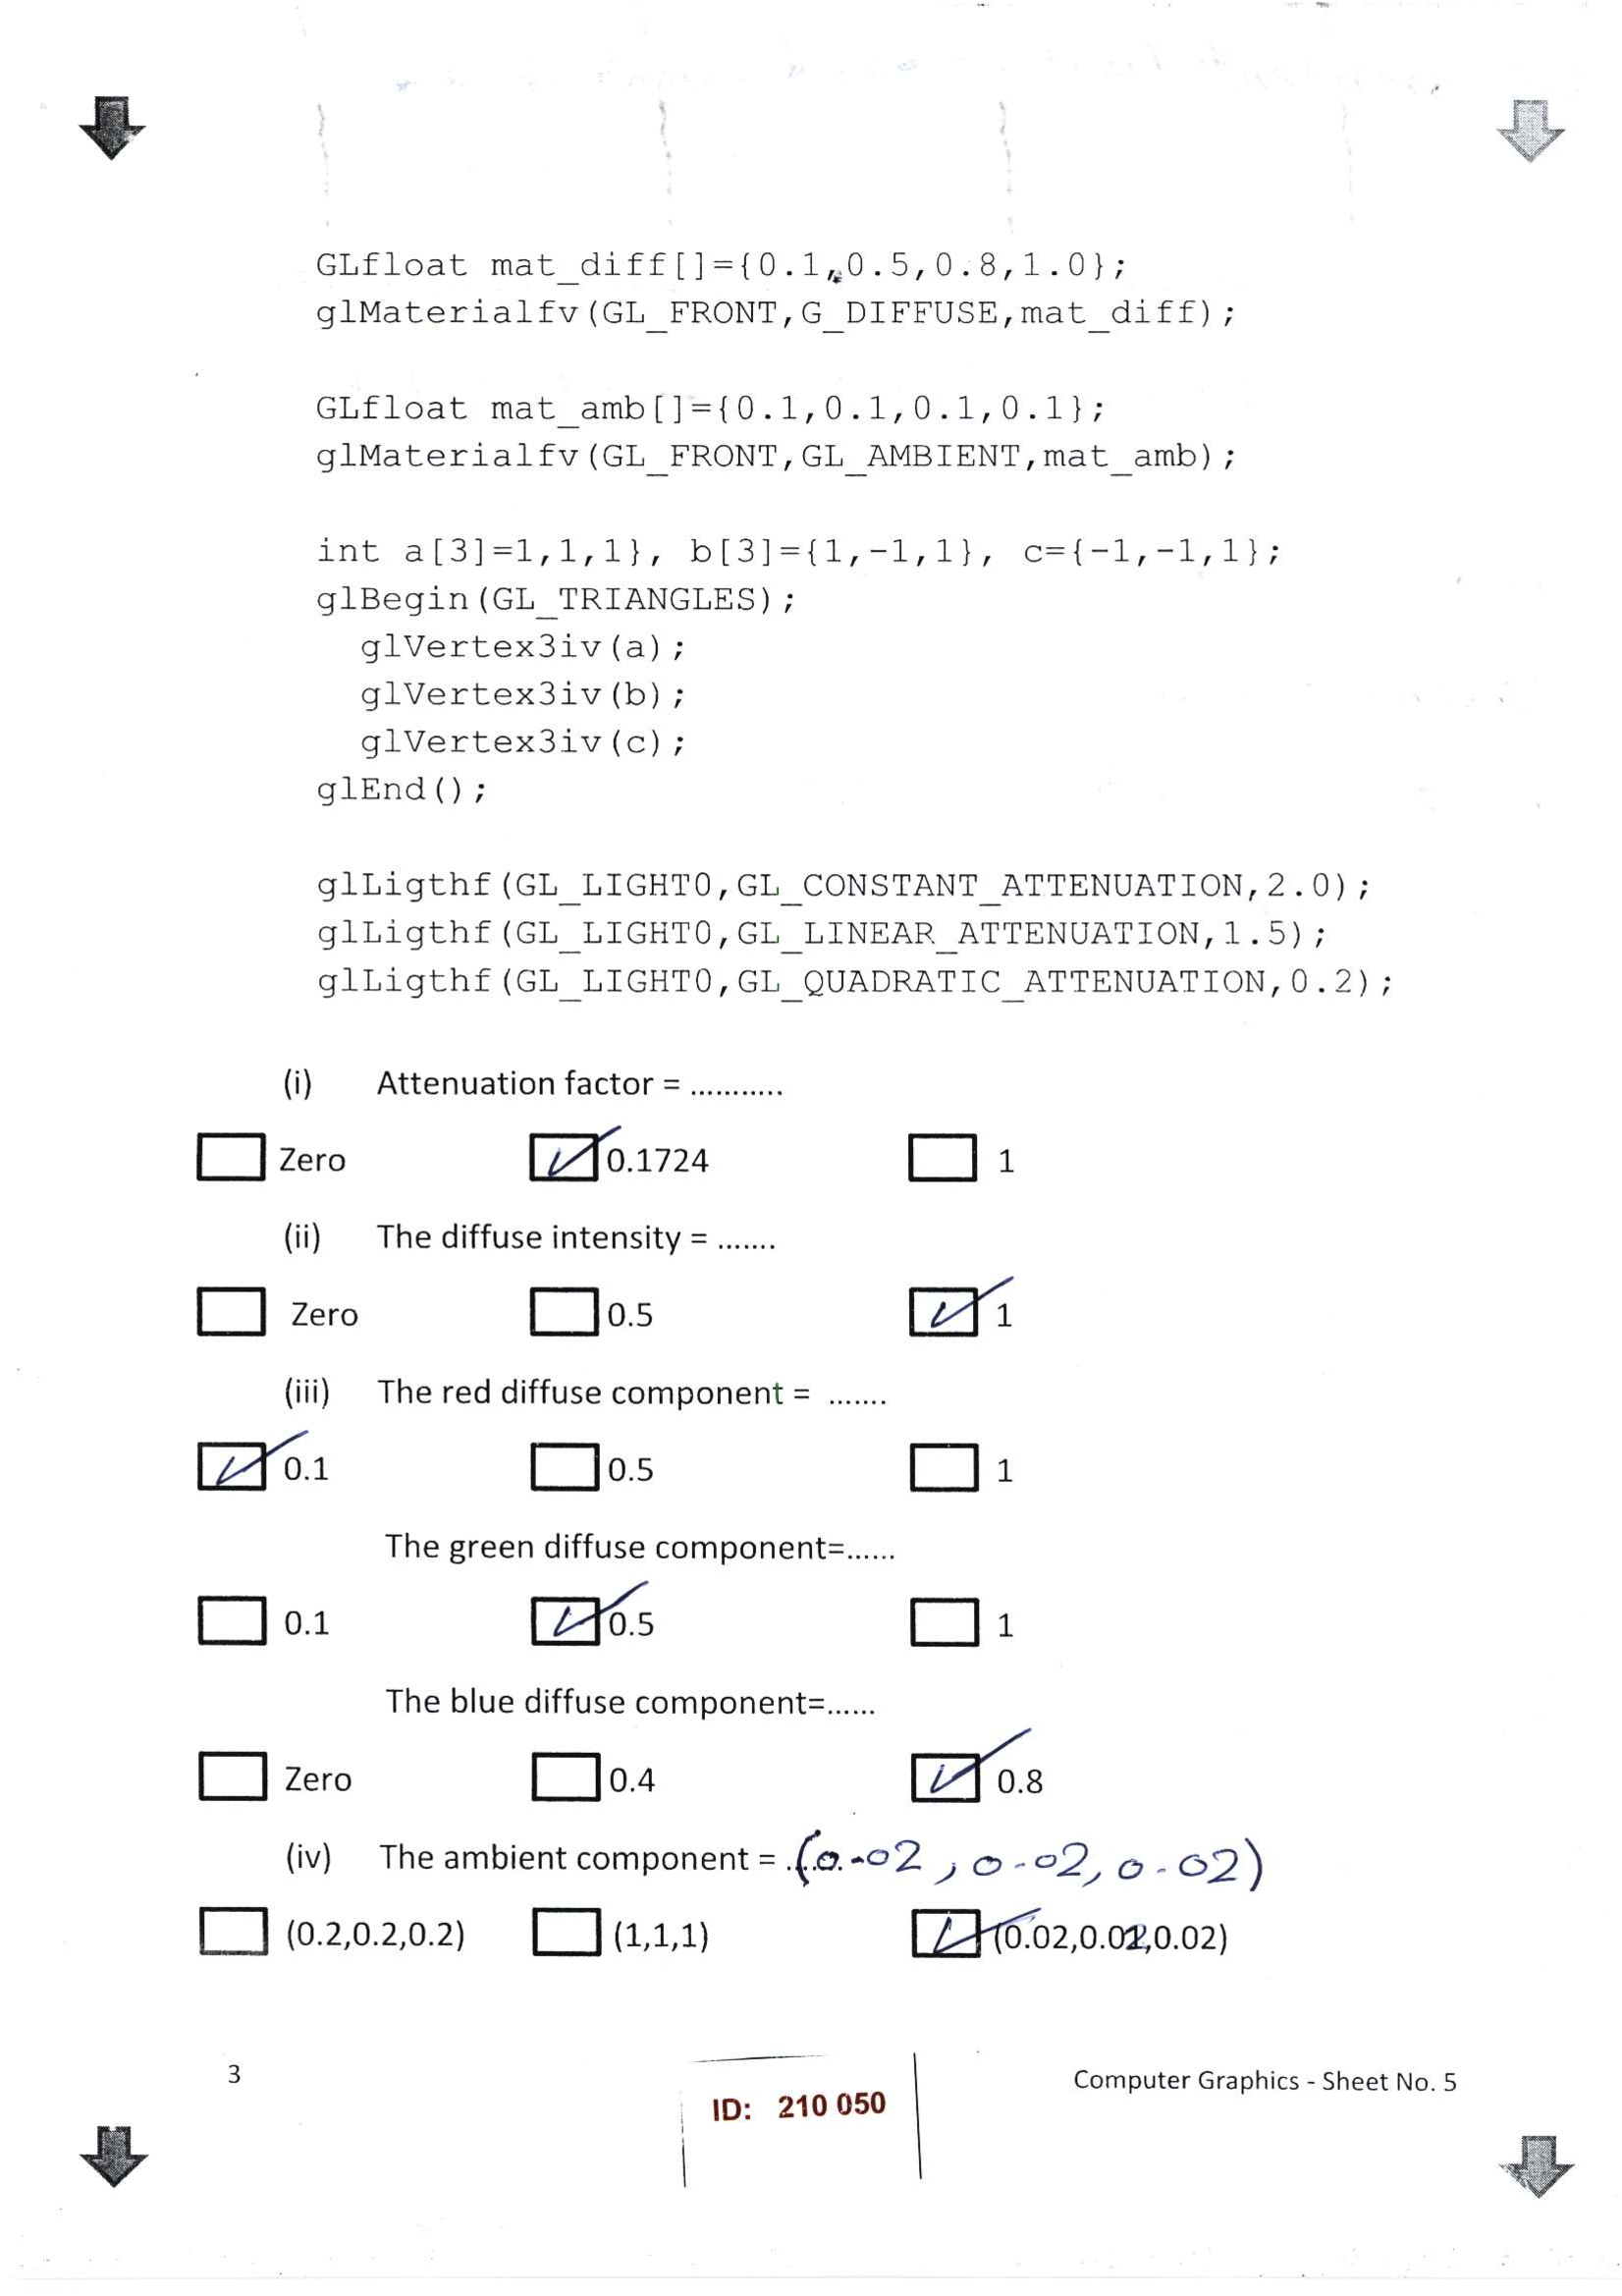 GLfloat mat_diff[]={0.1,0.5,0.8,1.0};
glMaterialfv(GL_FRONT,G_DIFFUSE,mat_diff);
GLfloat mat_amb[]={0.1,0.1,0.1,0.1};
glMaterialfv(GL_FRONT,GL_AMBIENT,mat_amb);
int a[3]=1,1,1}, b[3]={1,-1,1}, c={-1,-1,1};
glBegin(GL_TRIANGLES);
glVertex3iv(a);
glVertex3iv(b);
glVertex3iv(c);
glEnd();
glLigthf(GL_LIGHT0,GL_CONSTANT_ATTENUATION,2.0);
glLigthf(GL_LIGHT0,GL_LINEAR_ATTENUATION,1.5);
glLigthf(GL_LIGHT0,GL_QUADRATIC_ATTENUATION,0.2);
(i) Attenuation factor = ...........
Zero 0.1724 1
(ii) The diffuse intensity = .......
Zero 0.5 1
(iii) The red diffuse component = .......
0.1 0.5 1
The green diffuse component=......
0.1 0.5 1
The blue diffuse component=......
Zero 0.4 0.8
(iv) The ambient component = ....... (0.02, 0.02, 0.02)
(0.2,0.2,0.2) (1,1,1) (0.02,0.02,0.02)
3 Computer Graphics - Sheet No. 5
ID: 210 050